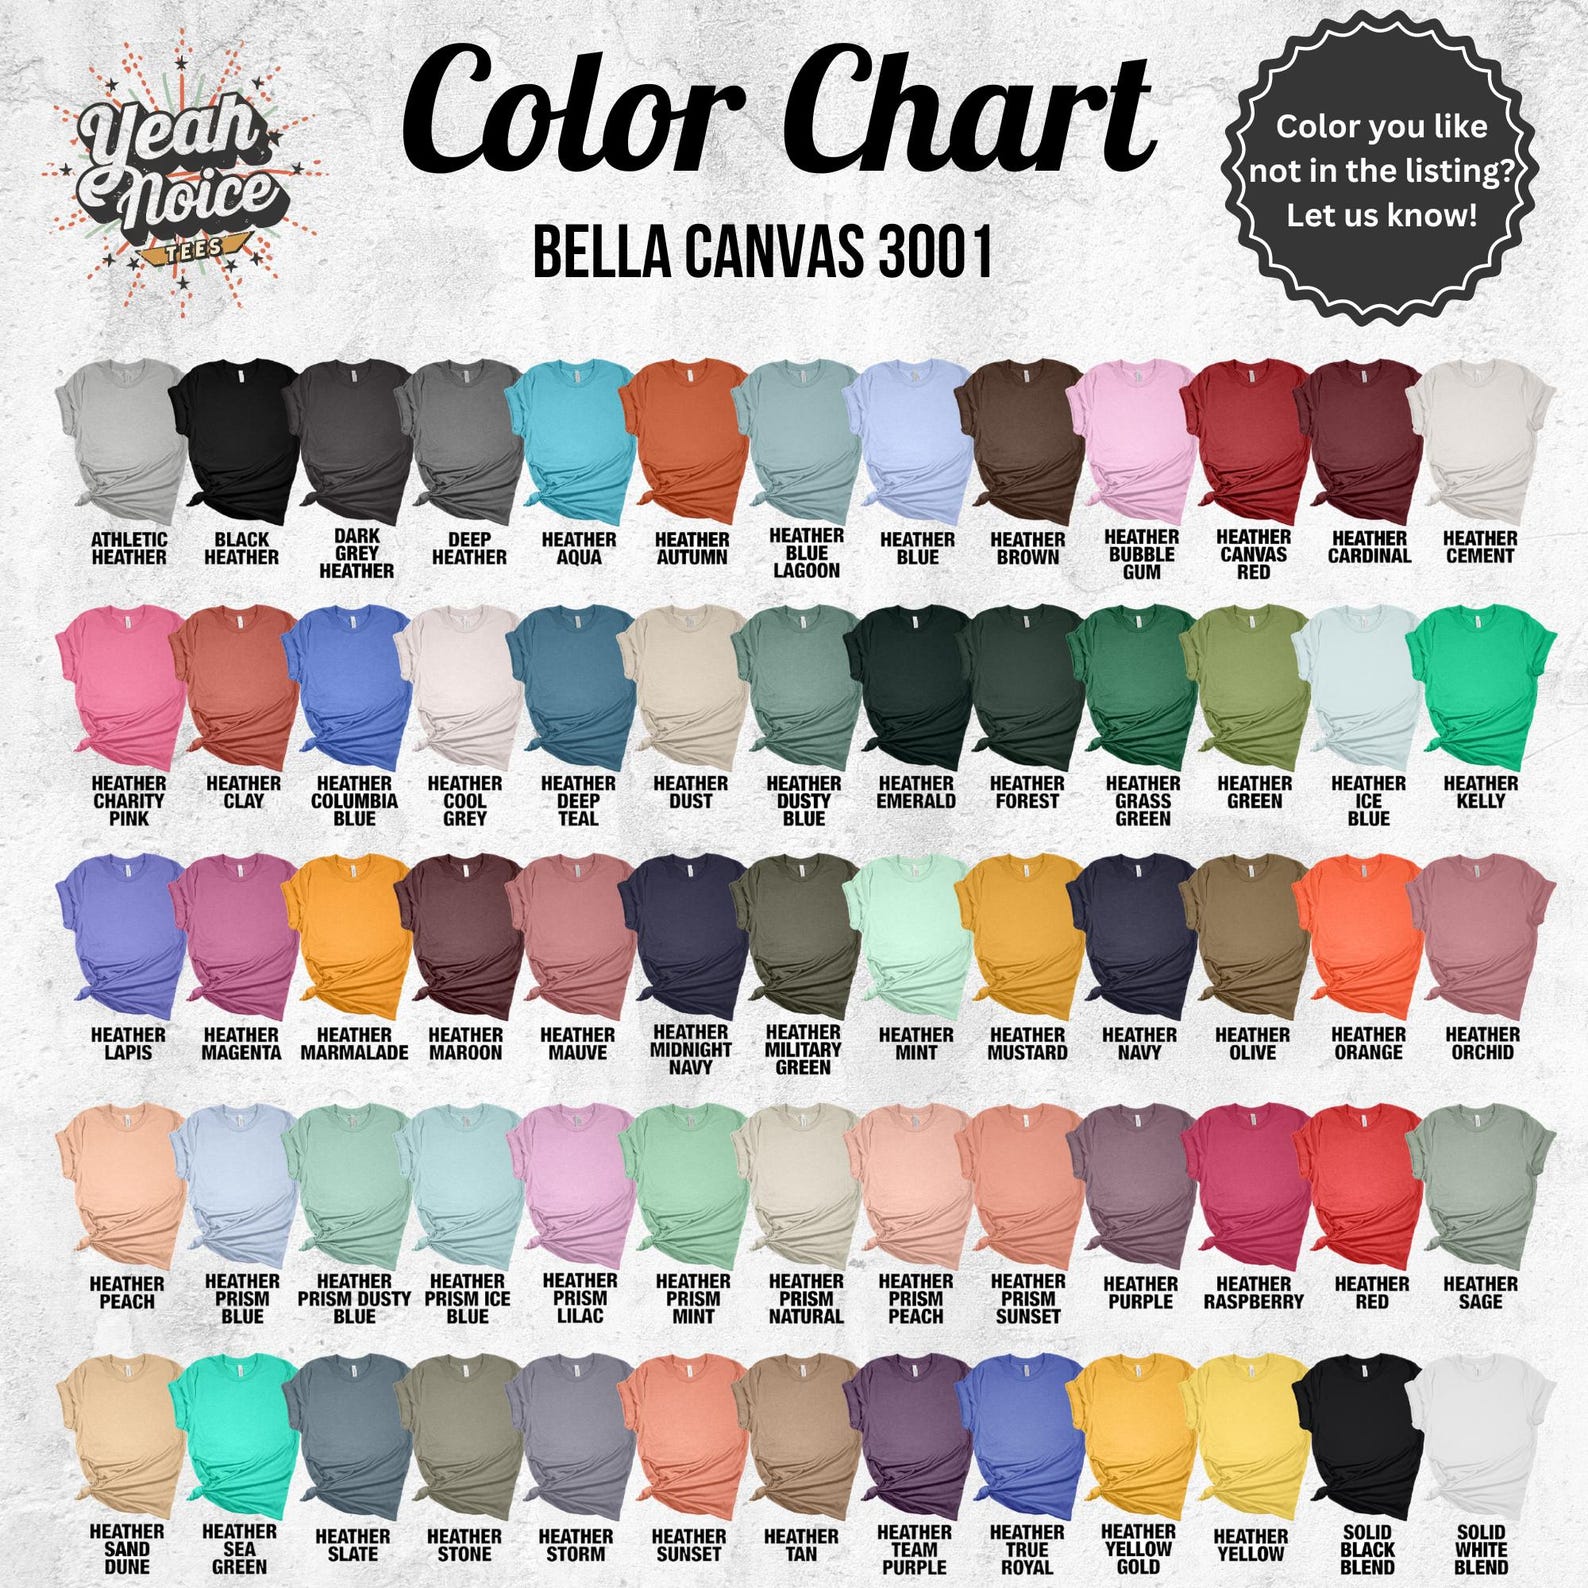 Yeah
Noice
TEES
Color Chart
BELLA CANVAS 3001
Color you like
not in the listing?
Let us know!
ATHLETIC
HEATHER
BLACK
HEATHER
DARK
GREY
HEATHER
DEEP
HEATHER
HEATHER
AQUA
HEATHER
AUTUMN
HEATHER
BLUE
LAGOON
HEATHER
BLUE
HEATHER
BROWN
HEATHER
BUBBLE
GUM
HEATHER
CANVAS
RED
HEATHER
CARDINAL
HEATHER
CEMENT
HEATHER
CHARITY
PINK
HEATHER
CLAY
HEATHER
COLUMBIA
BLUE
HEATHER
COOL
GREY
HEATHER
DEEP
TEAL
HEATHER
DUST
HEATHER
DUSTY
BLUE
HEATHER
EMERALD
HEATHER
FOREST
HEATHER
GRASS
GREEN
HEATHER
GREEN
HEATHER
ICE
BLUE
HEATHER
KELLY
HEATHER
LAPIS
HEATHER
MAGENTA
HEATHER
MARMALADE
HEATHER
MAROON
HEATHER
MAUVE
HEATHER
MIDNIGHT
NAVY
HEATHER
MILITARY
GREEN
HEATHER
MINT
HEATHER
MUSTARD
HEATHER
NAVY
HEATHER
OLIVE
HEATHER
ORANGE
HEATHER
ORCHID
HEATHER
PEACH
HEATHER
PRISM
BLUE
HEATHER
PRISM DUSTY
BLUE
HEATHER
PRISM ICE
BLUE
HEATHER
PRISM
LILAC
HEATHER
PRISM
MINT
HEATHER
PRISM
NATURAL
HEATHER
PRISM
PEACH
HEATHER
PRISM
SUNSET
HEATHER
PURPLE
HEATHER
RASPBERRY
HEATHER
RED
HEATHER
SAGE
HEATHER
SAND
DUNE
HEATHER
SEA
GREEN
HEATHER
SLATE
HEATHER
STONE
HEATHER
STORM
HEATHER
SUNSET
HEATHER
TAN
HEATHER
TEAM
PURPLE
HEATHER
TRUE
ROYAL
HEATHER
YELLOW
GOLD
HEATHER
YELLOW
SOLID
BLACK
BLEND
SOLID
WHITE
BLEND